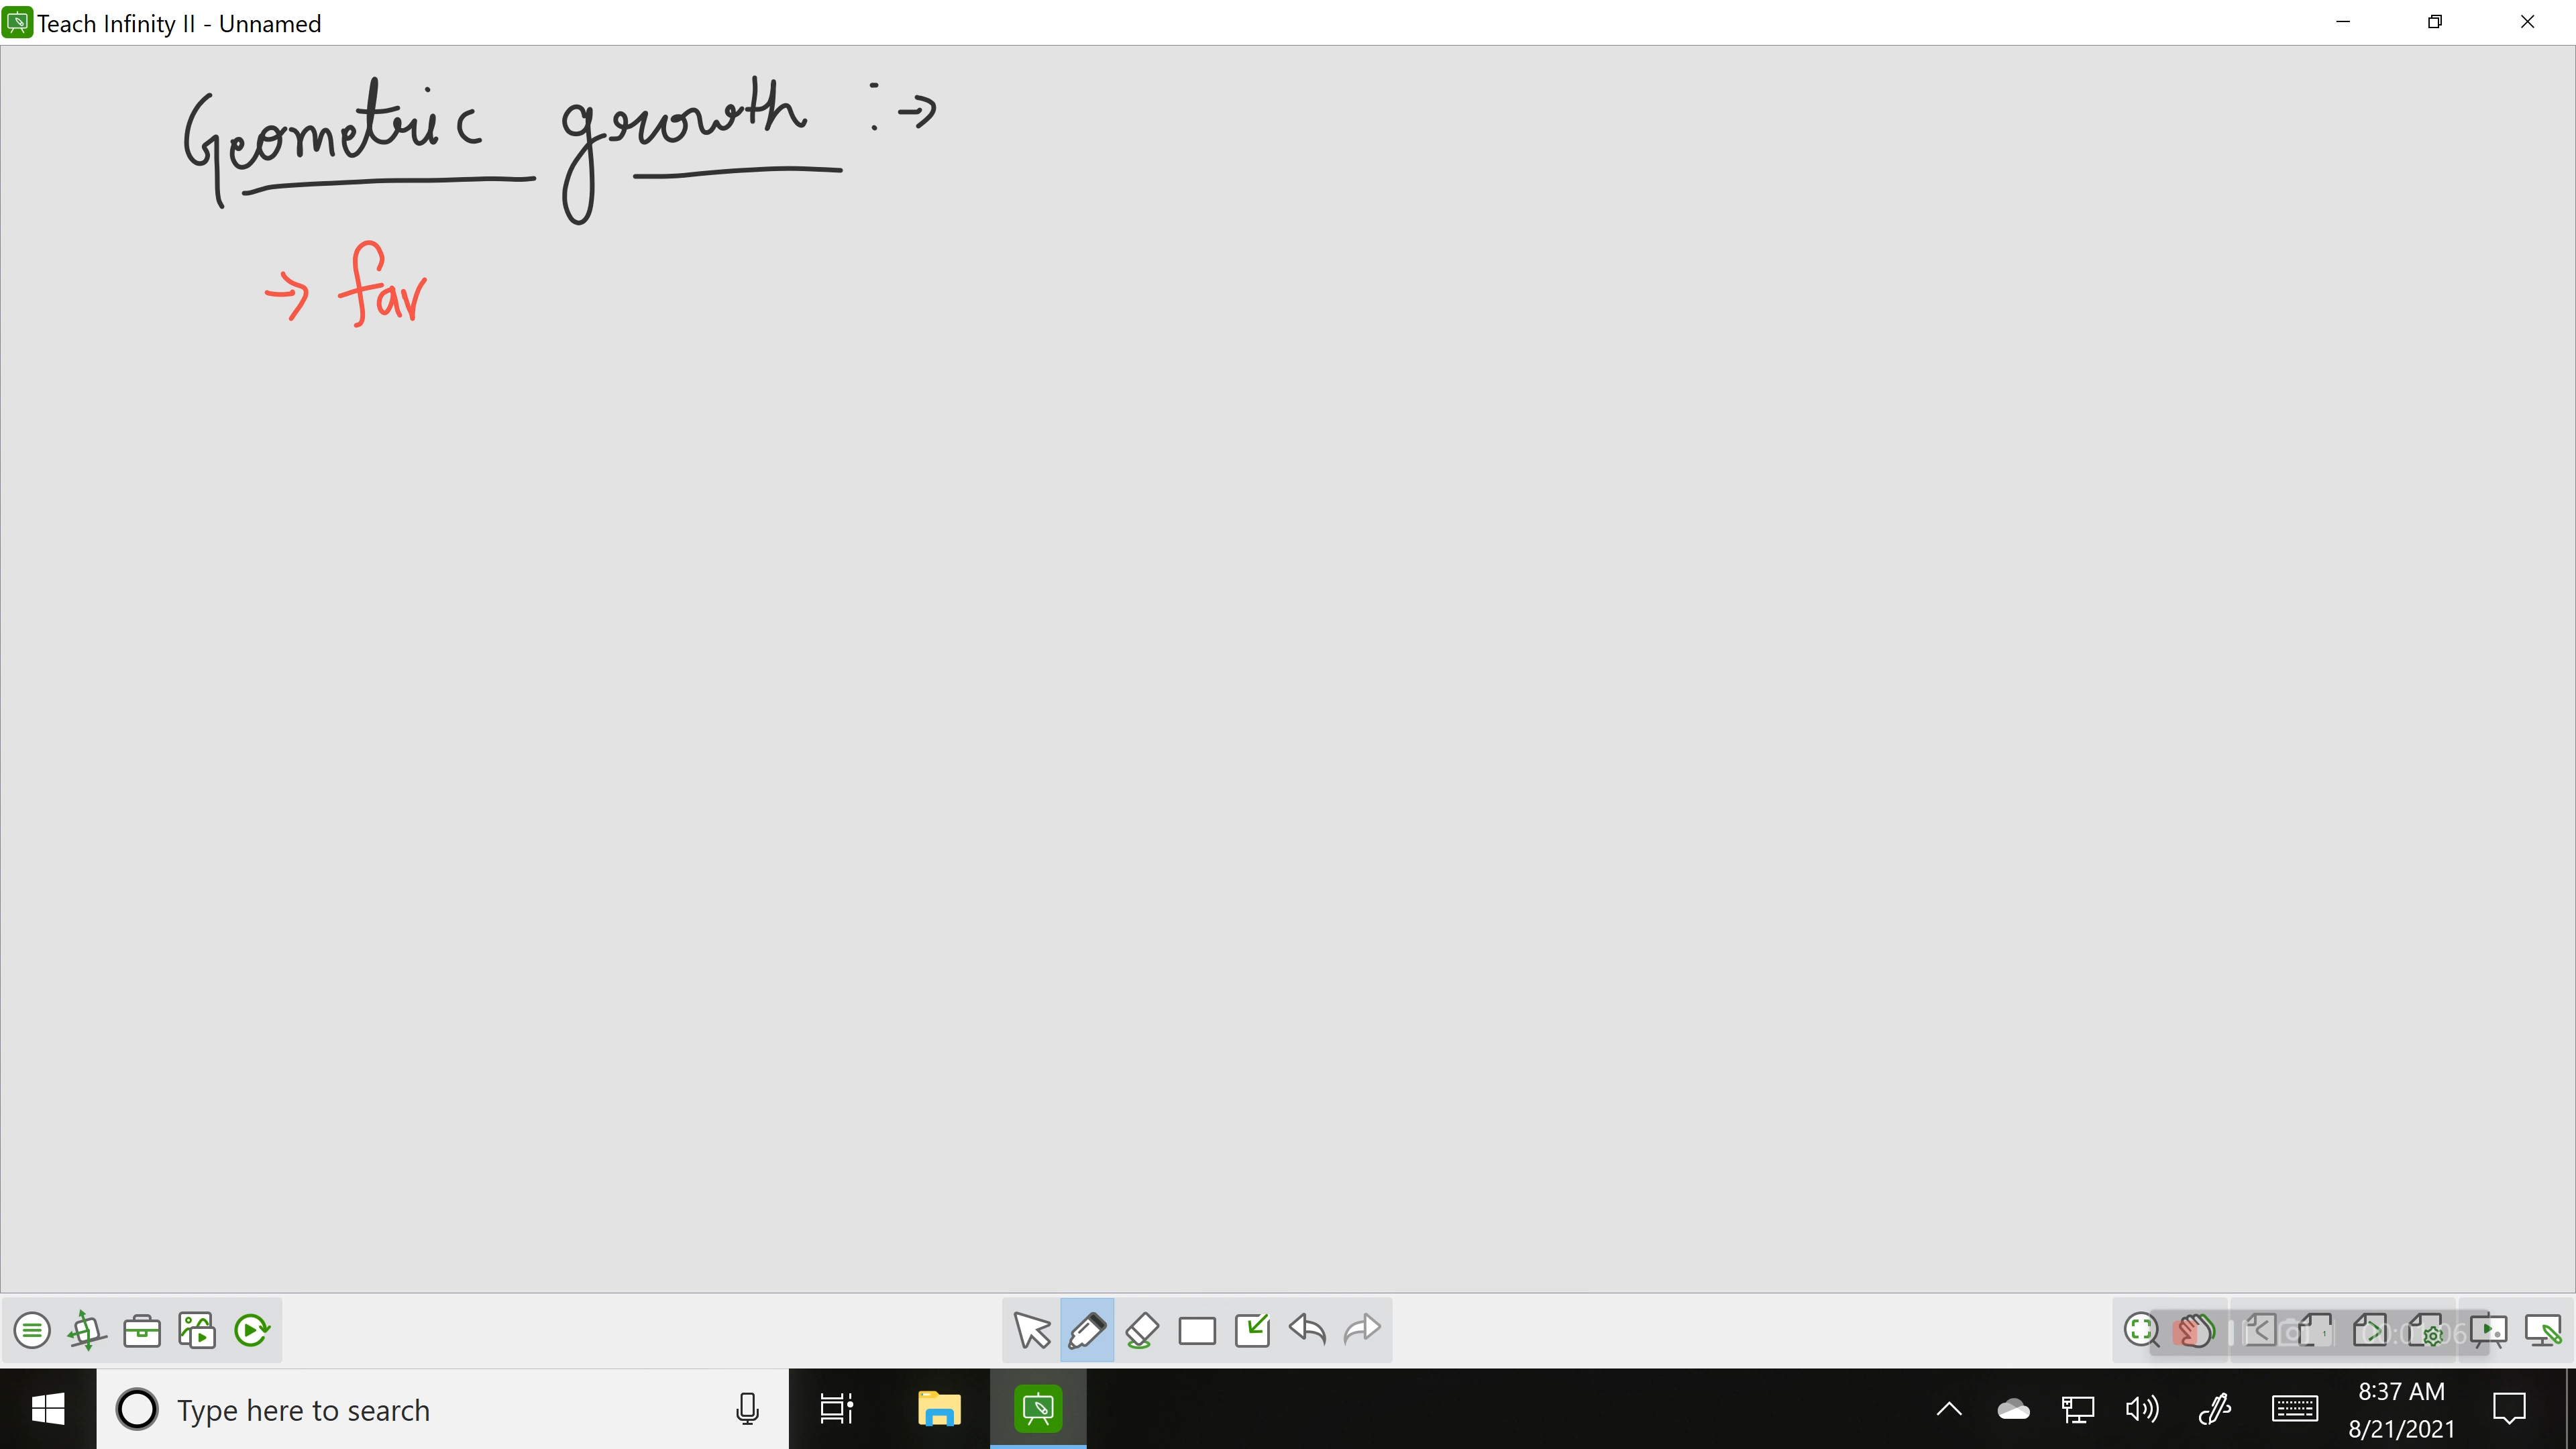 Teach Infinity II - Unnamed
Geometric growth :→
→ far
Type here to search
8:37 AM
8/21/2021